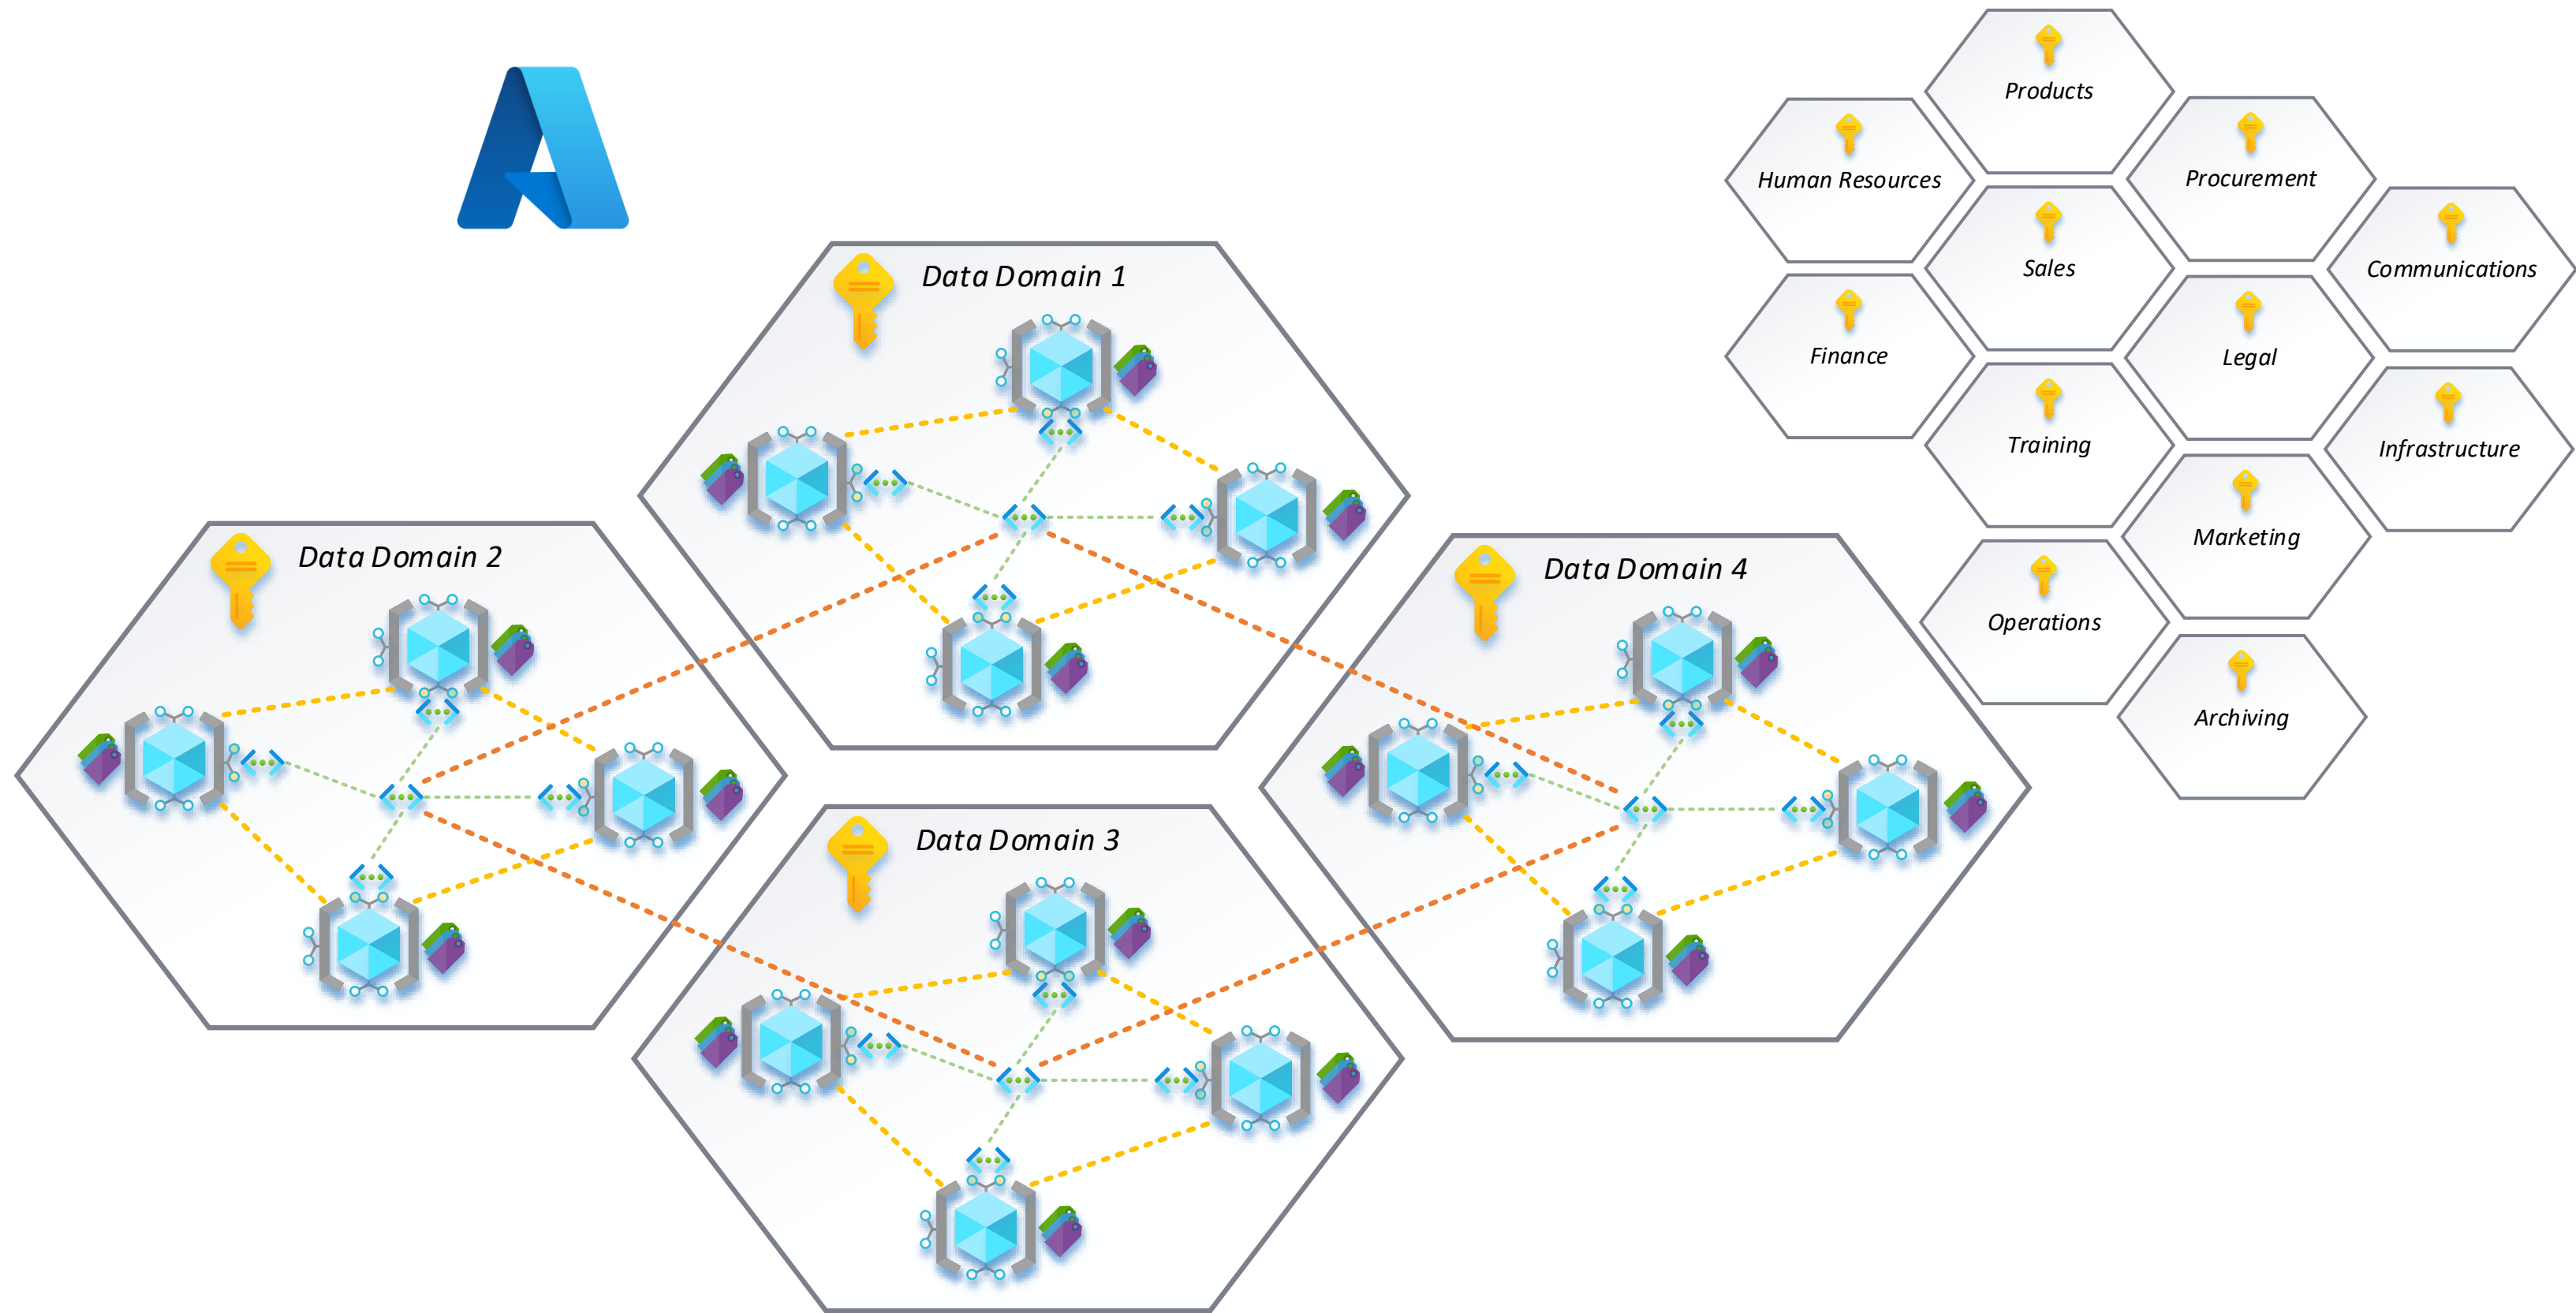 Data Domain 1
Data Domain 2
Data Domain 3
Data Domain 4
Products
Human Resources
Procurement
Sales
Communications
Finance
Legal
Training
Infrastructure
Marketing
Operations
Archiving